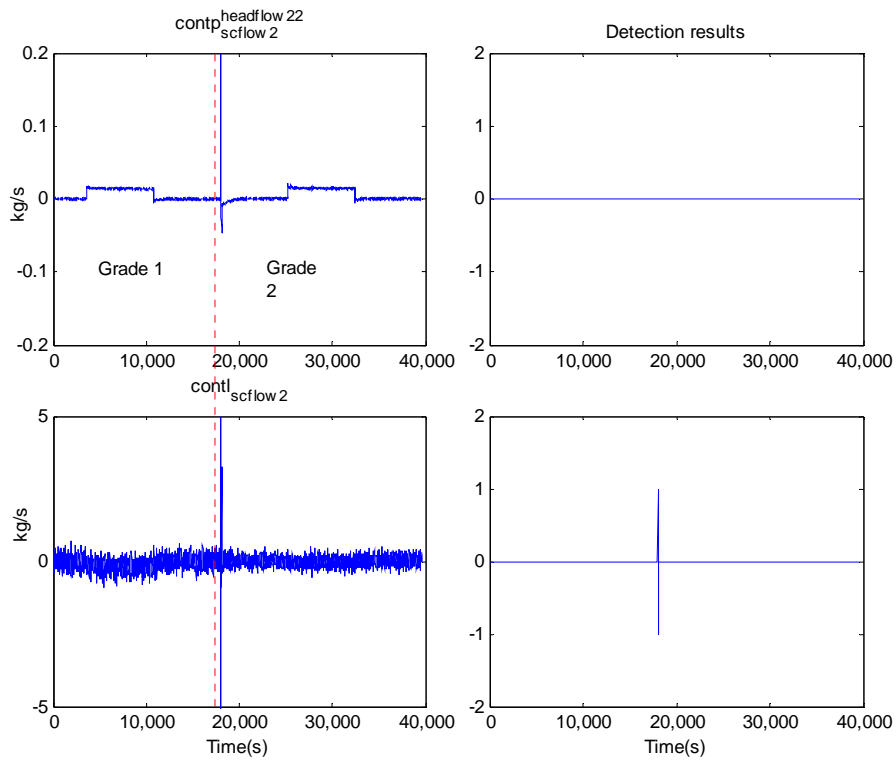 contp scflow 2 headflow 22
Detection results
0.2
0.1
0
-0.1
-0.2
kg/s
Grade 1
Grade
2
0 10,000 20,000 30,000 40,000
2
1
0
-1
-2
0 10,000 20,000 30,000 40,000
contI scflow 2
5
0
-5
kg/s
0 10,000 20,000 30,000 40,000
Time(s)
2
1
0
-1
-2
0 10,000 20,000 30,000 40,000
Time(s)